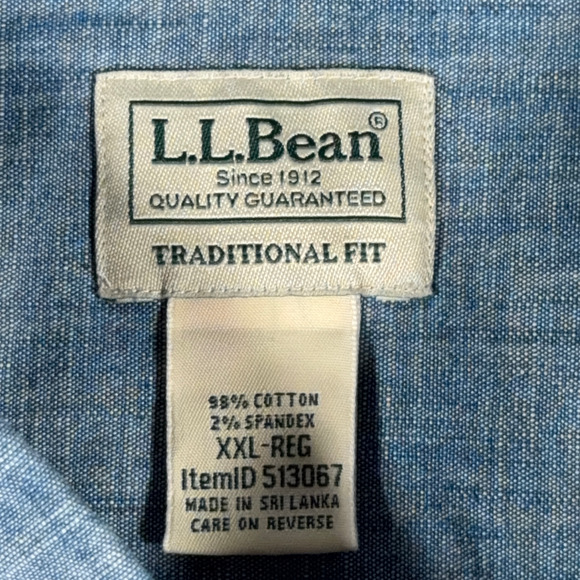 L.L.Bean®
Since 1912
QUALITY GUARANTEED
TRADITIONAL FIT
98% COTTON
2% SPANDEX
XXL-REG
ItemID 513067
MADE IN SRI LANKA
CARE ON REVERSE